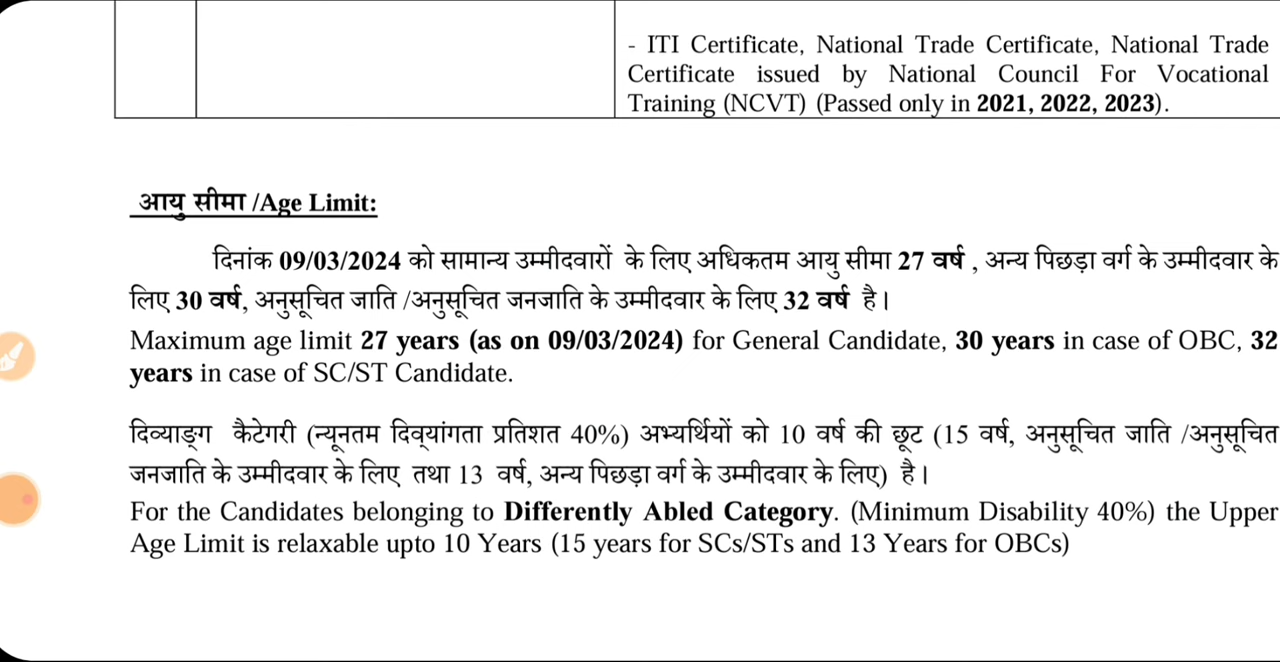 - ITI Certificate, National Trade Certificate, National Trade
Certificate issued by National Council For Vocational
Training (NCVT) (Passed only in 2021, 2022, 2023).
आयु सीमा /Age Limit:
दिनांक 09/03/2024 को सामान्य उम्मीदवारों के लिए अधिकतम आयु सीमा 27 वर्ष , अन्य पिछड़ा वर्ग के उम्मीदवार के
लिए 30 वर्ष, अनुसूचित जाति /अनुसूचित जनजाति के उम्मीदवार के लिए 32 वर्ष है।
Maximum age limit 27 years (as on 09/03/2024) for General Candidate, 30 years in case of OBC, 32
years in case of SC/ST Candidate.
दिव्याङ्ग कैटेगरी (न्यूनतम दिव्यांगता प्रतिशत 40%) अभ्यर्थियों को 10 वर्ष की छूट (15 वर्ष, अनुसूचित जाति /अनुसूचित
जनजाति के उम्मीदवार के लिए तथा 13 वर्ष, अन्य पिछड़ा वर्ग के उम्मीदवार के लिए) है।
For the Candidates belonging to Differently Abled Category. (Minimum Disability 40%) the Upper
Age Limit is relaxable upto 10 Years (15 years for SCs/STs and 13 Years for OBCs)